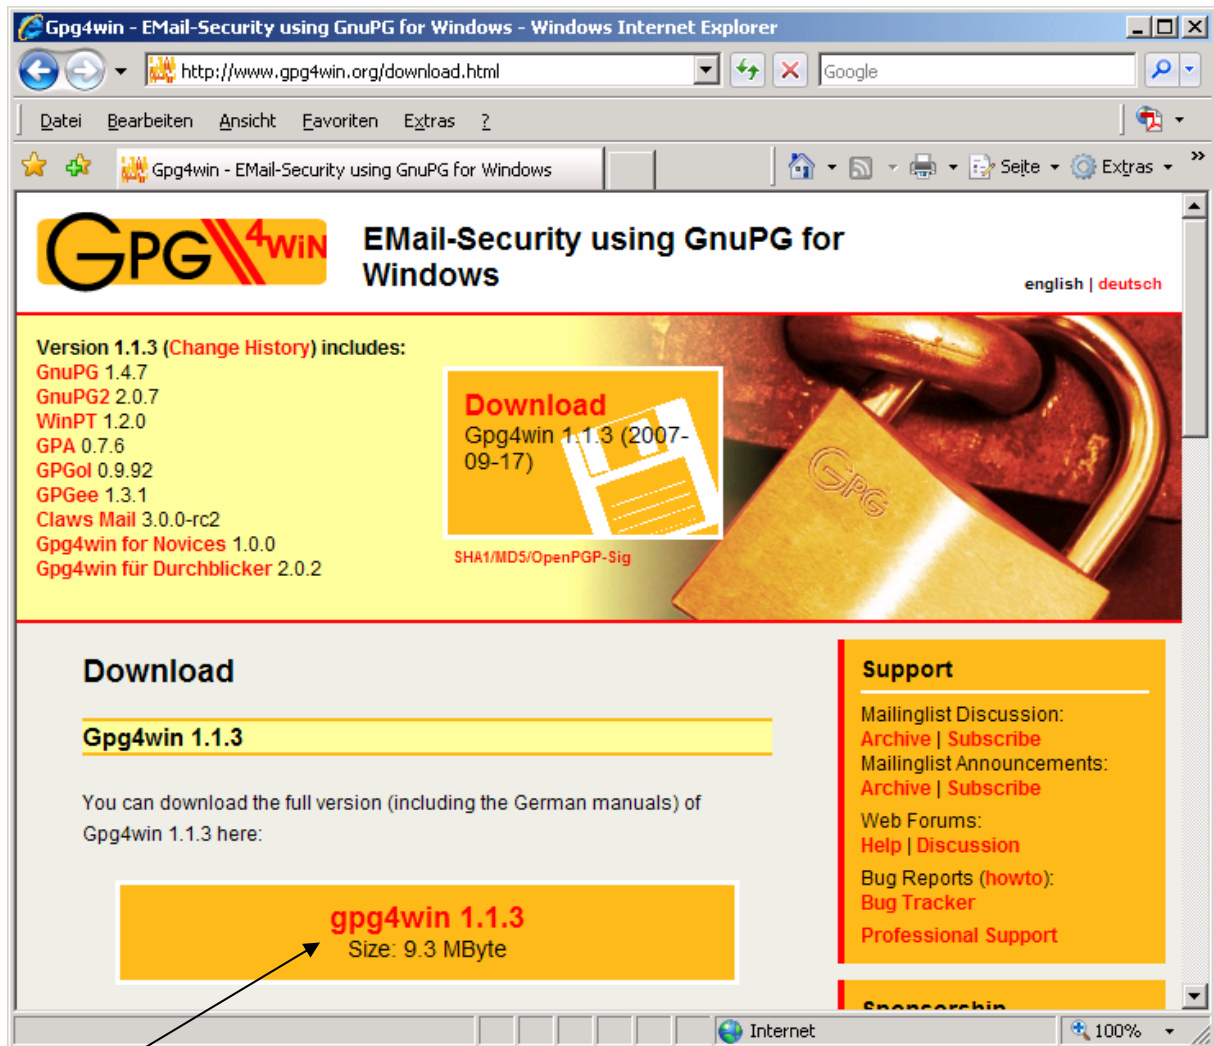 Gpg4win - EMail-Security using GnuPG for Windows - Windows Internet Explorer
http://www.gpg4win.org/download.html
Google
Datei Bearbeiten Ansicht Favoriten Extras ?
Gpg4win - EMail-Security using GnuPG for Windows
Seite Extras »
GPG4WiN
EMail-Security using GnuPG for
Windows
english | deutsch
Version 1.1.3 (Change History) includes:
GnuPG 1.4.7
GnuPG2 2.0.7
WinPT 1.2.0
GPA 0.7.6
GPGol 0.9.92
GPGee 1.3.1
Claws Mail 3.0.0-rc2
Gpg4win for Novices 1.0.0
Gpg4win für Durchblicker 2.0.2
Download
Gpg4win 1.1.3 (2007-
09-17)
SHA1/MD5/OpenPGP-Sig
GPG
Download
Gpg4win 1.1.3
You can download the full version (including the German manuals) of
Gpg4win 1.1.3 here:
gpg4win 1.1.3
Size: 9.3 MByte
Support
Mailinglist Discussion:
Archive | Subscribe
Mailinglist Announcements:
Archive | Subscribe
Web Forums:
Help | Discussion
Bug Reports (howto):
Bug Tracker
Professional Support
Sponsorship
Internet
100%